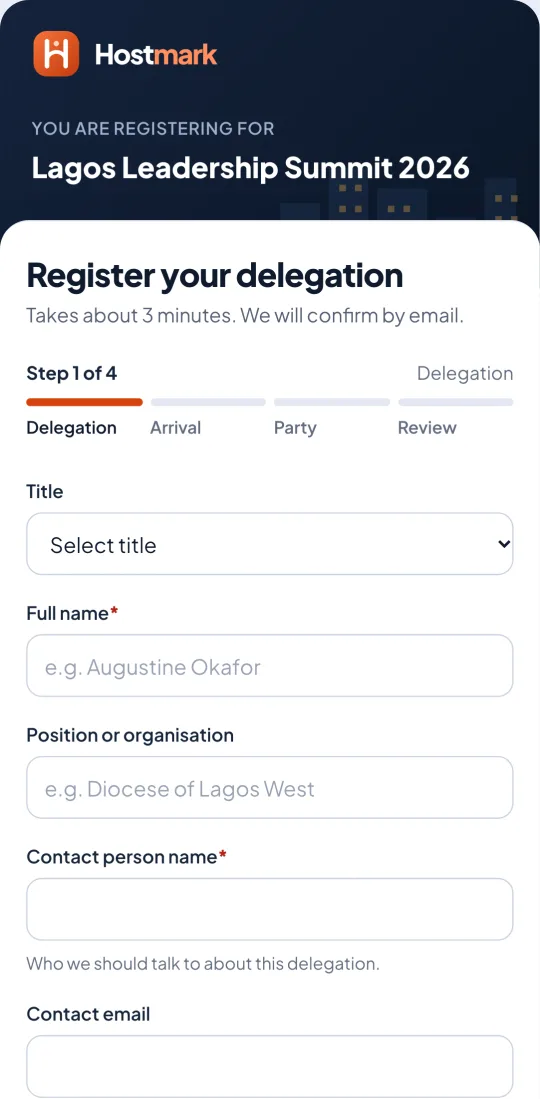 Hostmark
YOU ARE REGISTERING FOR
Lagos Leadership Summit 2026
Register your delegation
Takes about 3 minutes. We will confirm by email.
Step 1 of 4
Delegation
Delegation
Arrival
Party
Review
Title
Select title
Full name*
e.g. Augustine Okafor
Position or organisation
e.g. Diocese of Lagos West
Contact person name*
Who we should talk to about this delegation.
Contact email